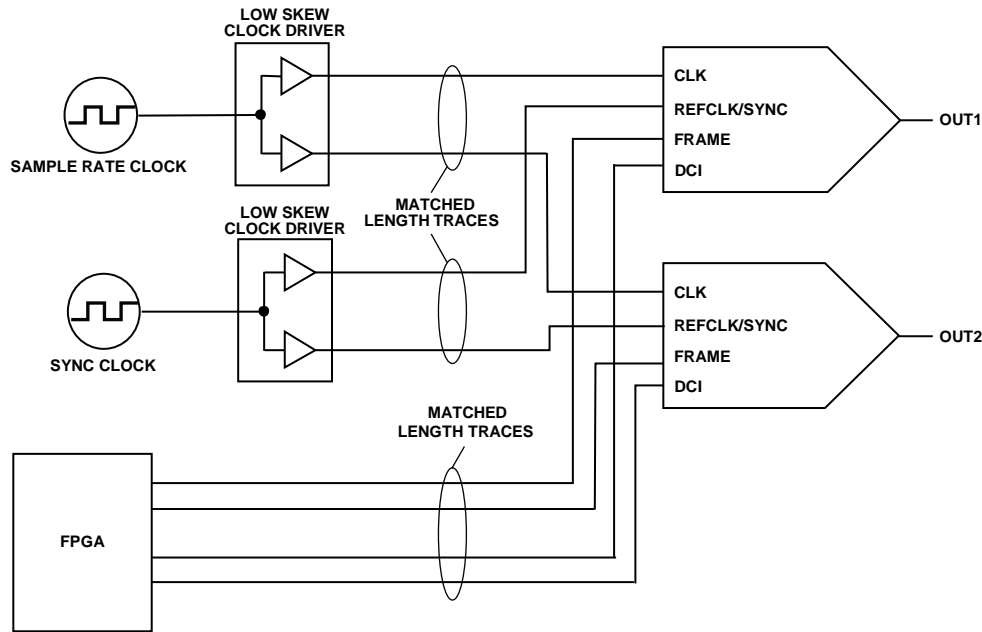 LOW SKEW
CLOCK DRIVER
SAMPLE RATE CLOCK
MATCHED
LENGTH TRACES
CLK
REFCLK/SYNC
FRAME
DCI
OUT1
LOW SKEW
CLOCK DRIVER
SYNC CLOCK
CLK
REFCLK/SYNC
FRAME
DCI
OUT2
MATCHED
LENGTH TRACES
FPGA